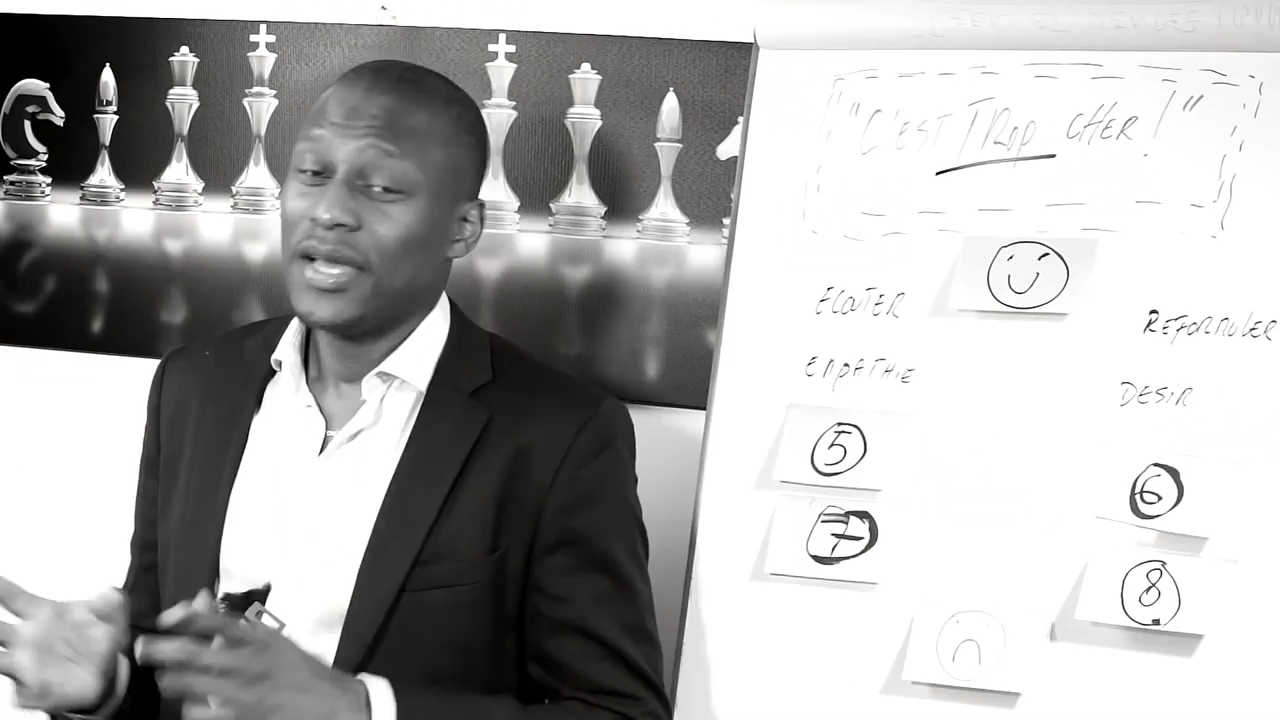 "C'EST TROP CHER !"
ECOUTER
REFORMULER
EMPATHIE
DESIR
5
6
7
8